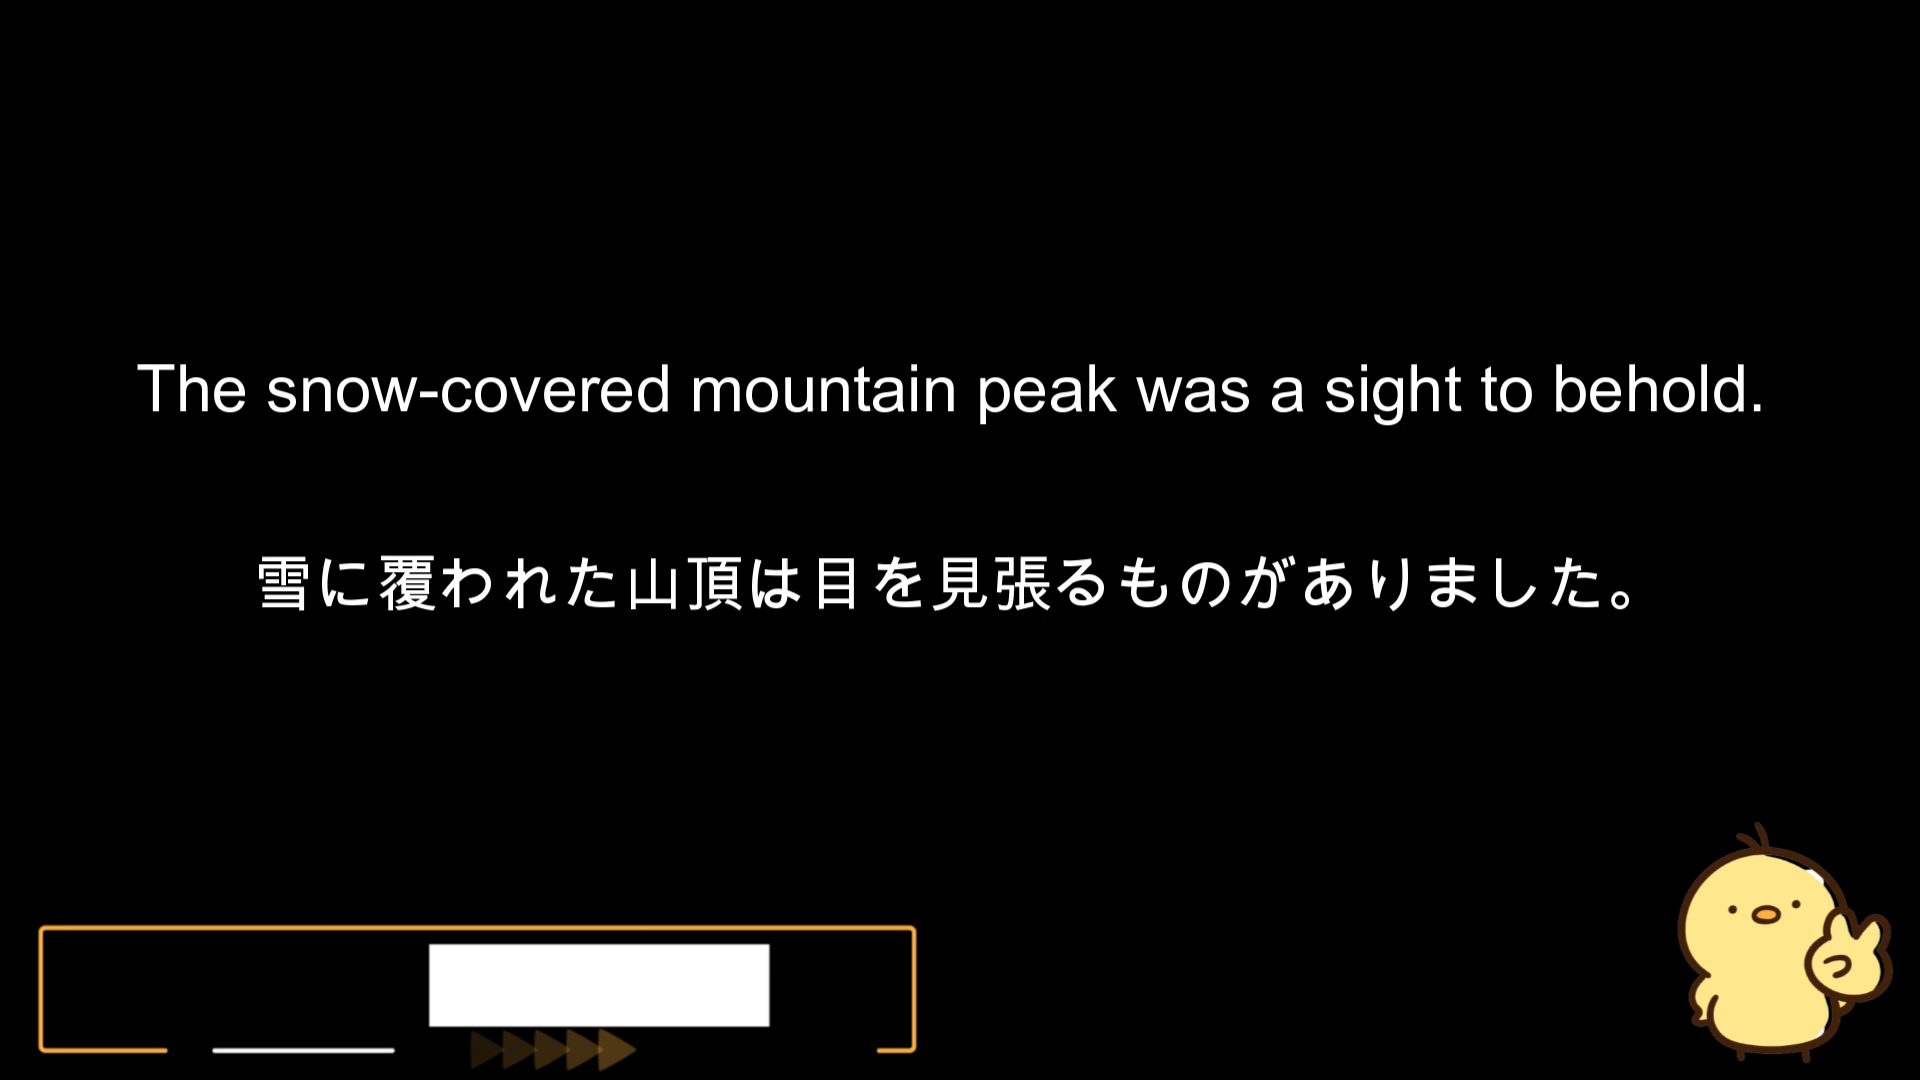 The snow-covered mountain peak was a sight to behold.
雪に覆われた山頂は目を見張るものがありました。